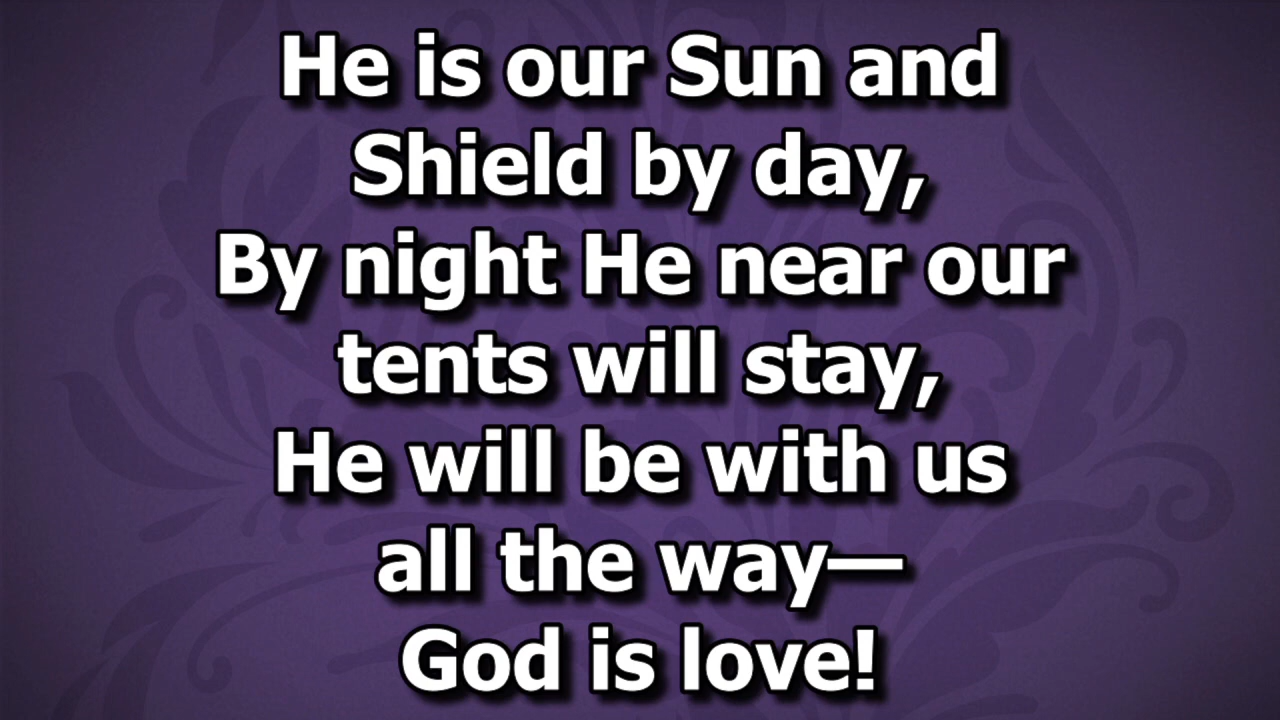 He is our Sun and
Shield by day,
By night He near our
tents will stay,
He will be with us
all the way—
God is love!